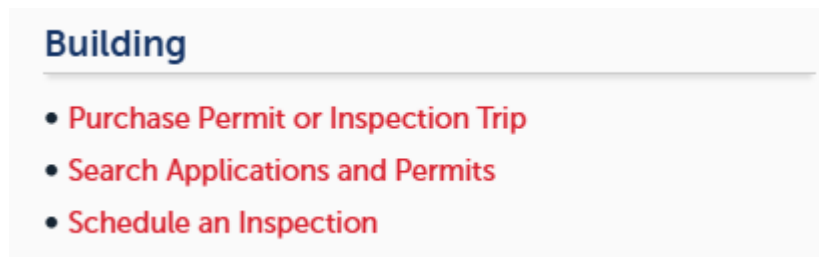 Building
• Purchase Permit or Inspection Trip
• Search Applications and Permits
• Schedule an Inspection